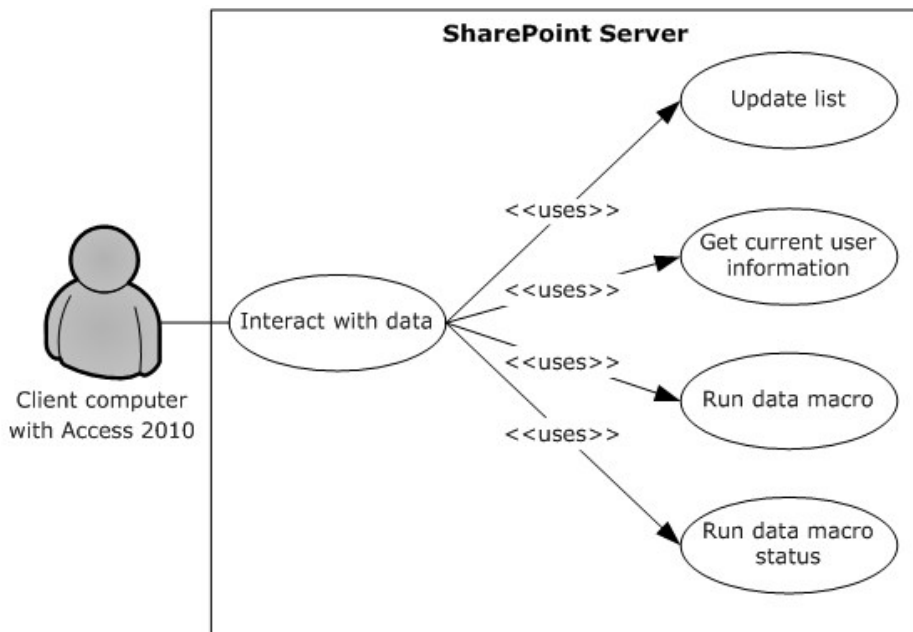 SharePoint Server
Update list
<<uses>>
Get current user
information
<<uses>>
Interact with data
<<uses>>
Client computer
with Access 2010
Run data macro
<<uses>>
Run data macro
status